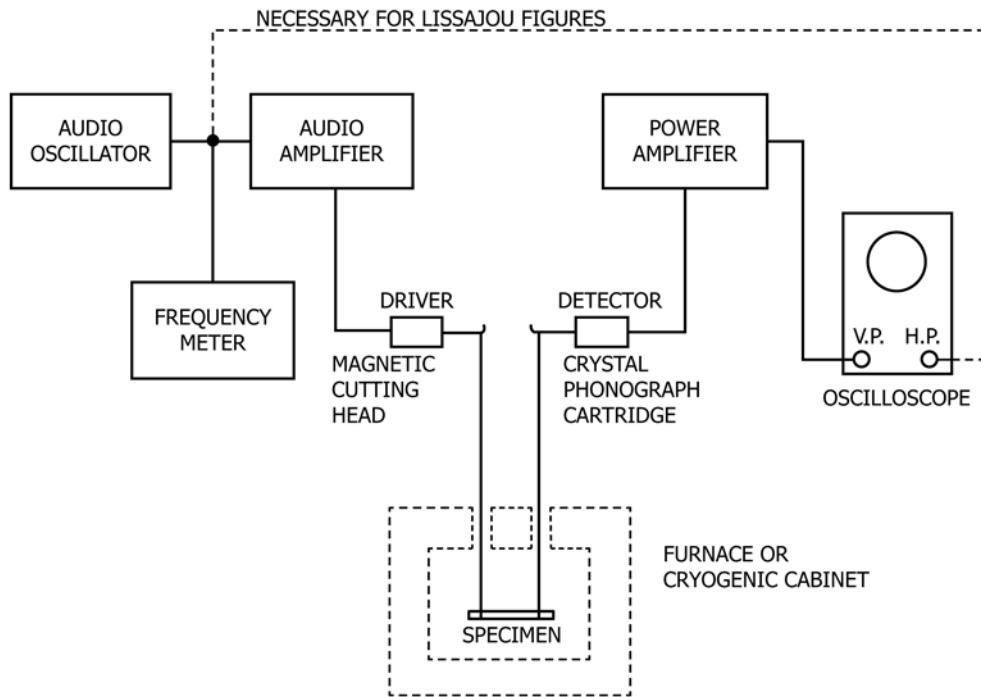 NECESSARY FOR LISSAJOU FIGURES
AUDIO
OSCILLATOR
AUDIO
AMPLIFIER
POWER
AMPLIFIER
FREQUENCY
METER
DRIVER
MAGNETIC
CUTTING
HEAD
DETECTOR
CRYSTAL
PHONOGRAPH
CARTRIDGE
V.P. H.P.
OSCILLOSCOPE
FURNACE OR
CRYOGENIC CABINET
SPECIMEN